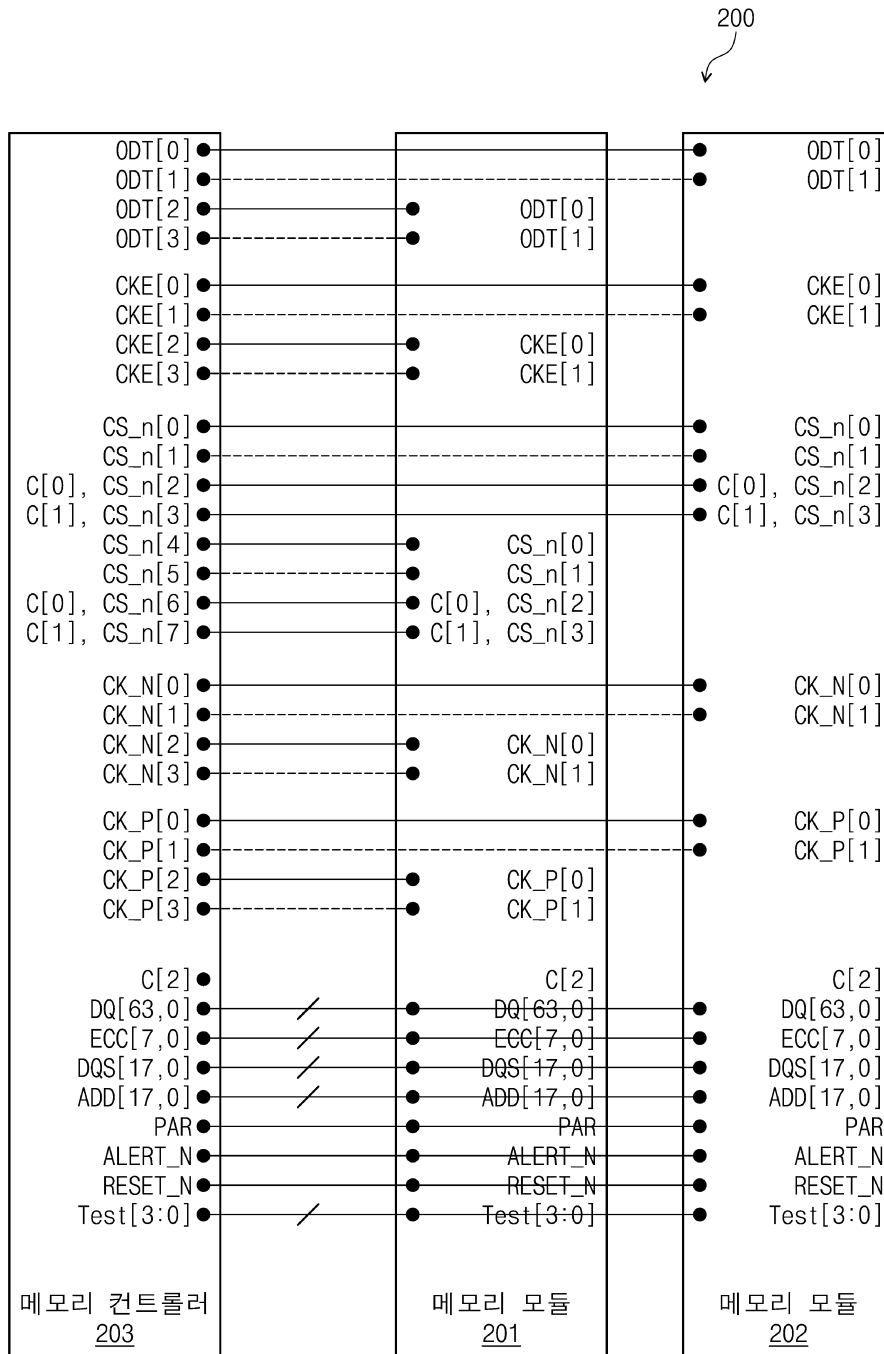 200
ODT[0] ODT[0]
ODT[1] ODT[1]
ODT[2] ODT[0]
ODT[3] ODT[1]
CKE[0] CKE[0]
CKE[1] CKE[1]
CKE[2] CKE[0]
CKE[3] CKE[1]
CS_n[0] CS_n[0]
CS_n[1] CS_n[1]
C[0], CS_n[2] C[0], CS_n[2]
C[1], CS_n[3] C[1], CS_n[3]
CS_n[4] CS_n[0]
CS_n[5] CS_n[1]
C[0], CS_n[6] C[0], CS_n[2]
C[1], CS_n[7] C[1], CS_n[3]
CK_N[0] CK_N[0]
CK_N[1] CK_N[1]
CK_N[2] CK_N[0]
CK_N[3] CK_N[1]
CK_P[0] CK_P[0]
CK_P[1] CK_P[1]
CK_P[2] CK_P[0]
CK_P[3] CK_P[1]
C[2] C[2] C[2]
DQ[63,0] DQ[63,0] DQ[63,0]
ECC[7,0] ECC[7,0] ECC[7,0]
DQS[17,0] DQS[17,0] DQS[17,0]
ADD[17,0] ADD[17,0] ADD[17,0]
PAR PAR PAR
ALERT_N ALERT_N ALERT_N
RESET_N RESET_N RESET_N
Test[3:0] Test[3:0] Test[3:0]
메모리 컨트롤러 메모리 모듈 메모리 모듈
203 201 202